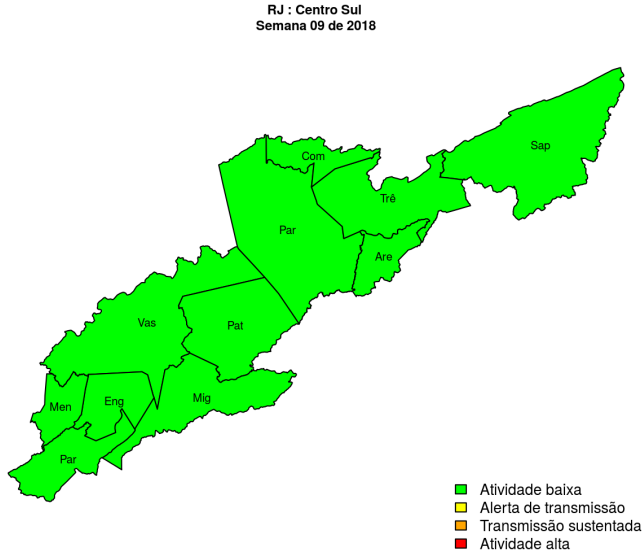 RJ : Centro Sul
Semana 09 de 2018
Sap
Com
Trê
Par
Are
Vas
Pat
Mig
Men
Eng
Par
Atividade baixa
Alerta de transmissão
Transmissão sustentada
Atividade alta